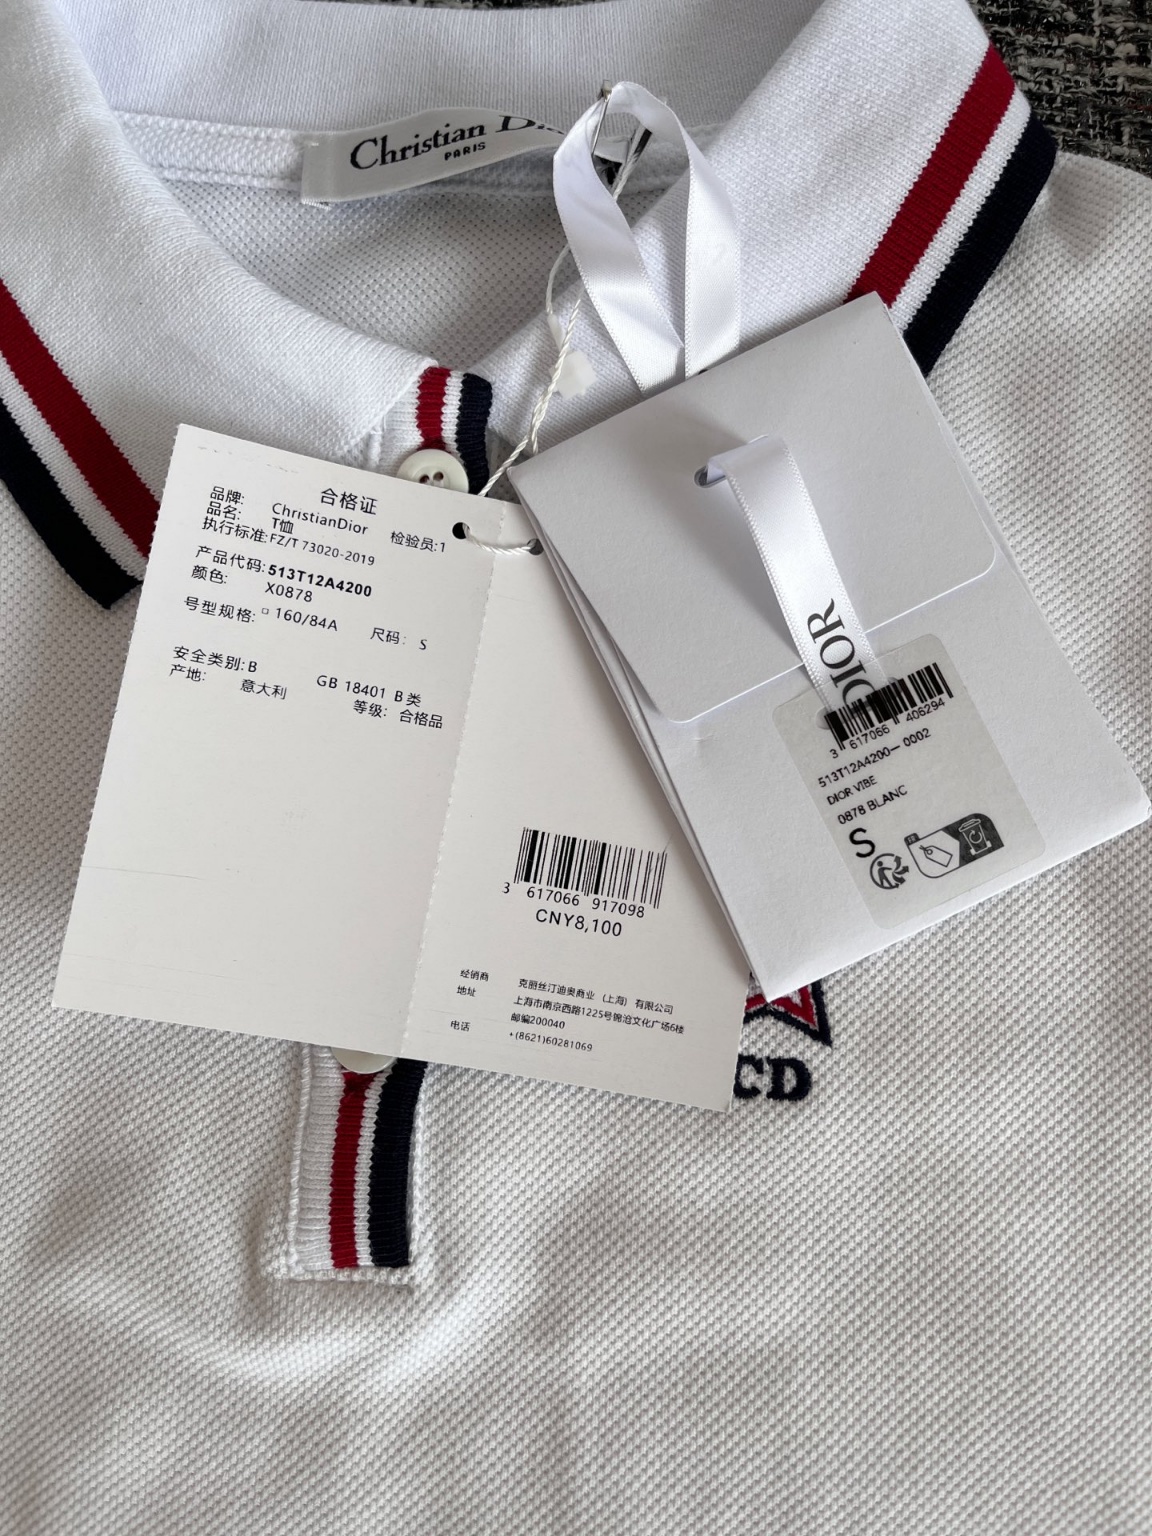 Christian
PARIS
合格证
品牌:
ChristianDior
品名:
T恤
检验员:1
执行标准:FZ/T 73020-2019
产品代码:513T12A4200
颜色:
X0878
号型规格:
160/84A
尺码:
S
安全类别:B
GB 18401 B类
产地:
意大利
等级:
合格品
3 617066 917098
CNY8,100
经销商
克丽丝汀迪奥商业 (上海) 有限公司
地址
上海市南京西路1225号锦沧文化广场6楼
邮编200040
电话
+(8621)60281069
DIOR
3 617066 406294
513T12A4200—0002
DIOR VIBE
0878 BLANC
S
CD